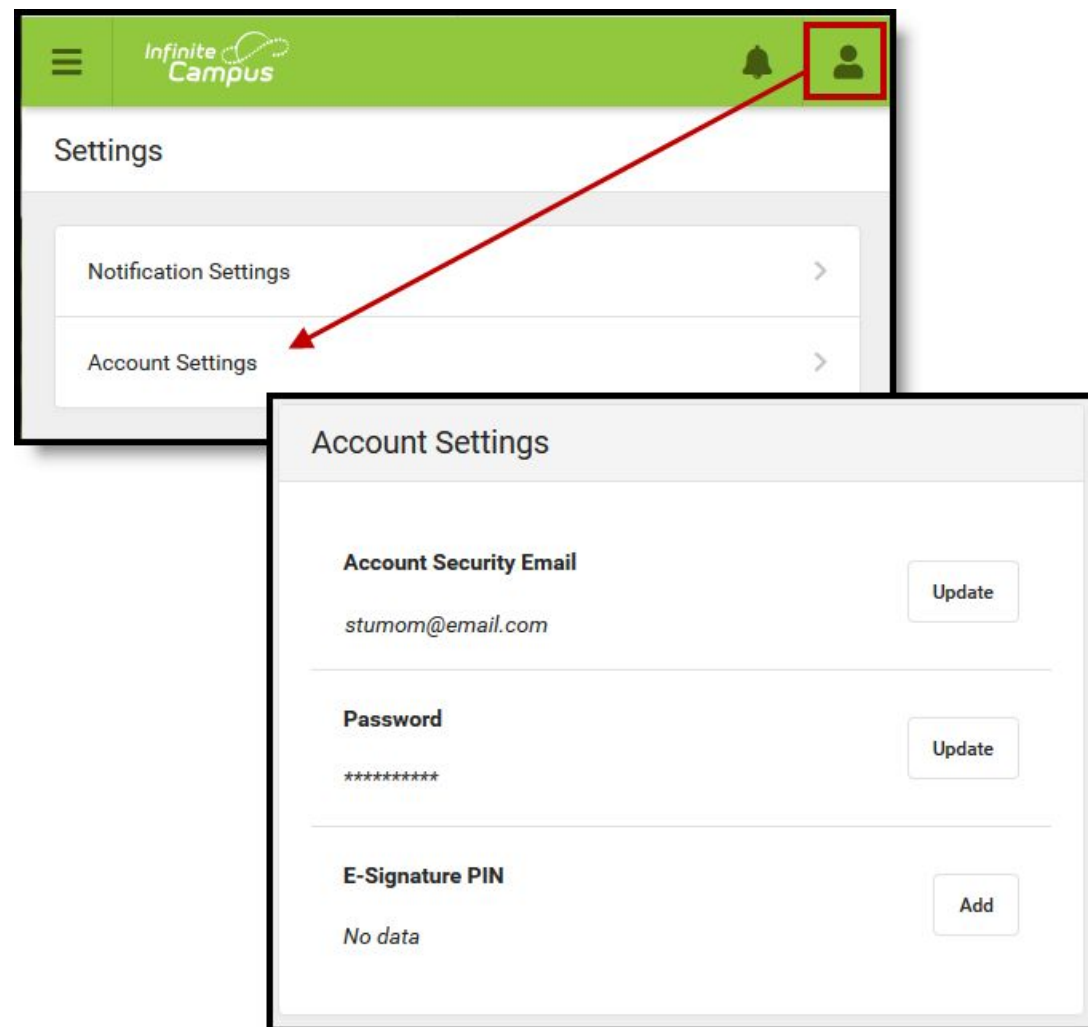 Infinite
Campus
Settings
Notification Settings
Account Settings
Account Settings
Account Security Email
Update
stumom@email.com
Password
Update
**********
E-Signature PIN
Add
No data